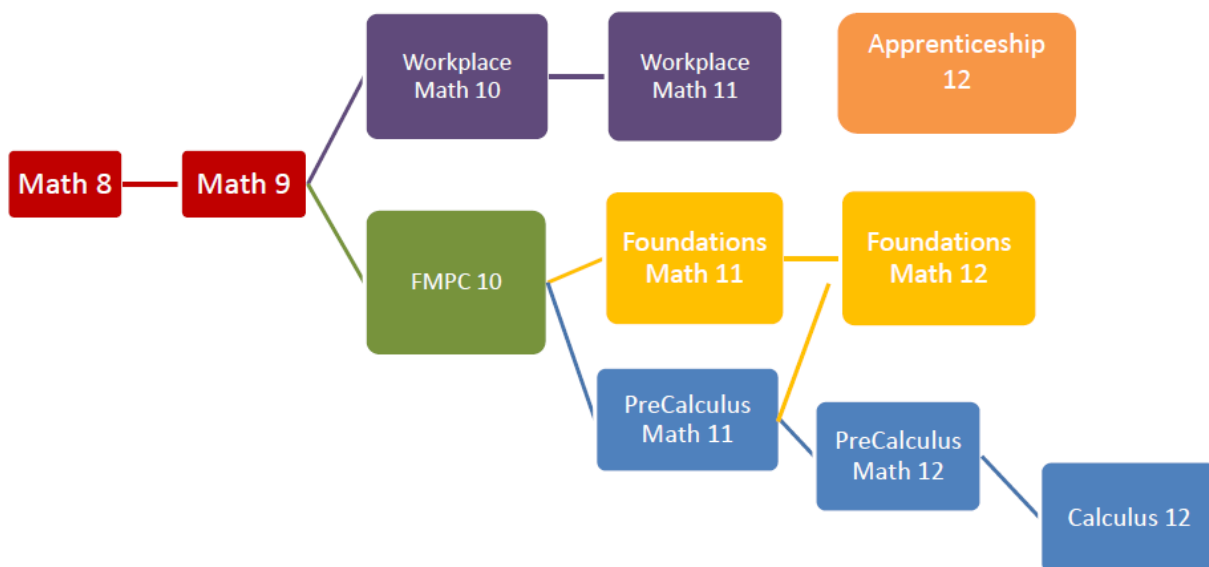 Workplace
Math 10
Workplace
Math 11
Apprenticeship
12
Math 8
Math 9
FMPC 10
Foundations
Math 11
Foundations
Math 12
PreCalculus
Math 11
PreCalculus
Math 12
Calculus 12